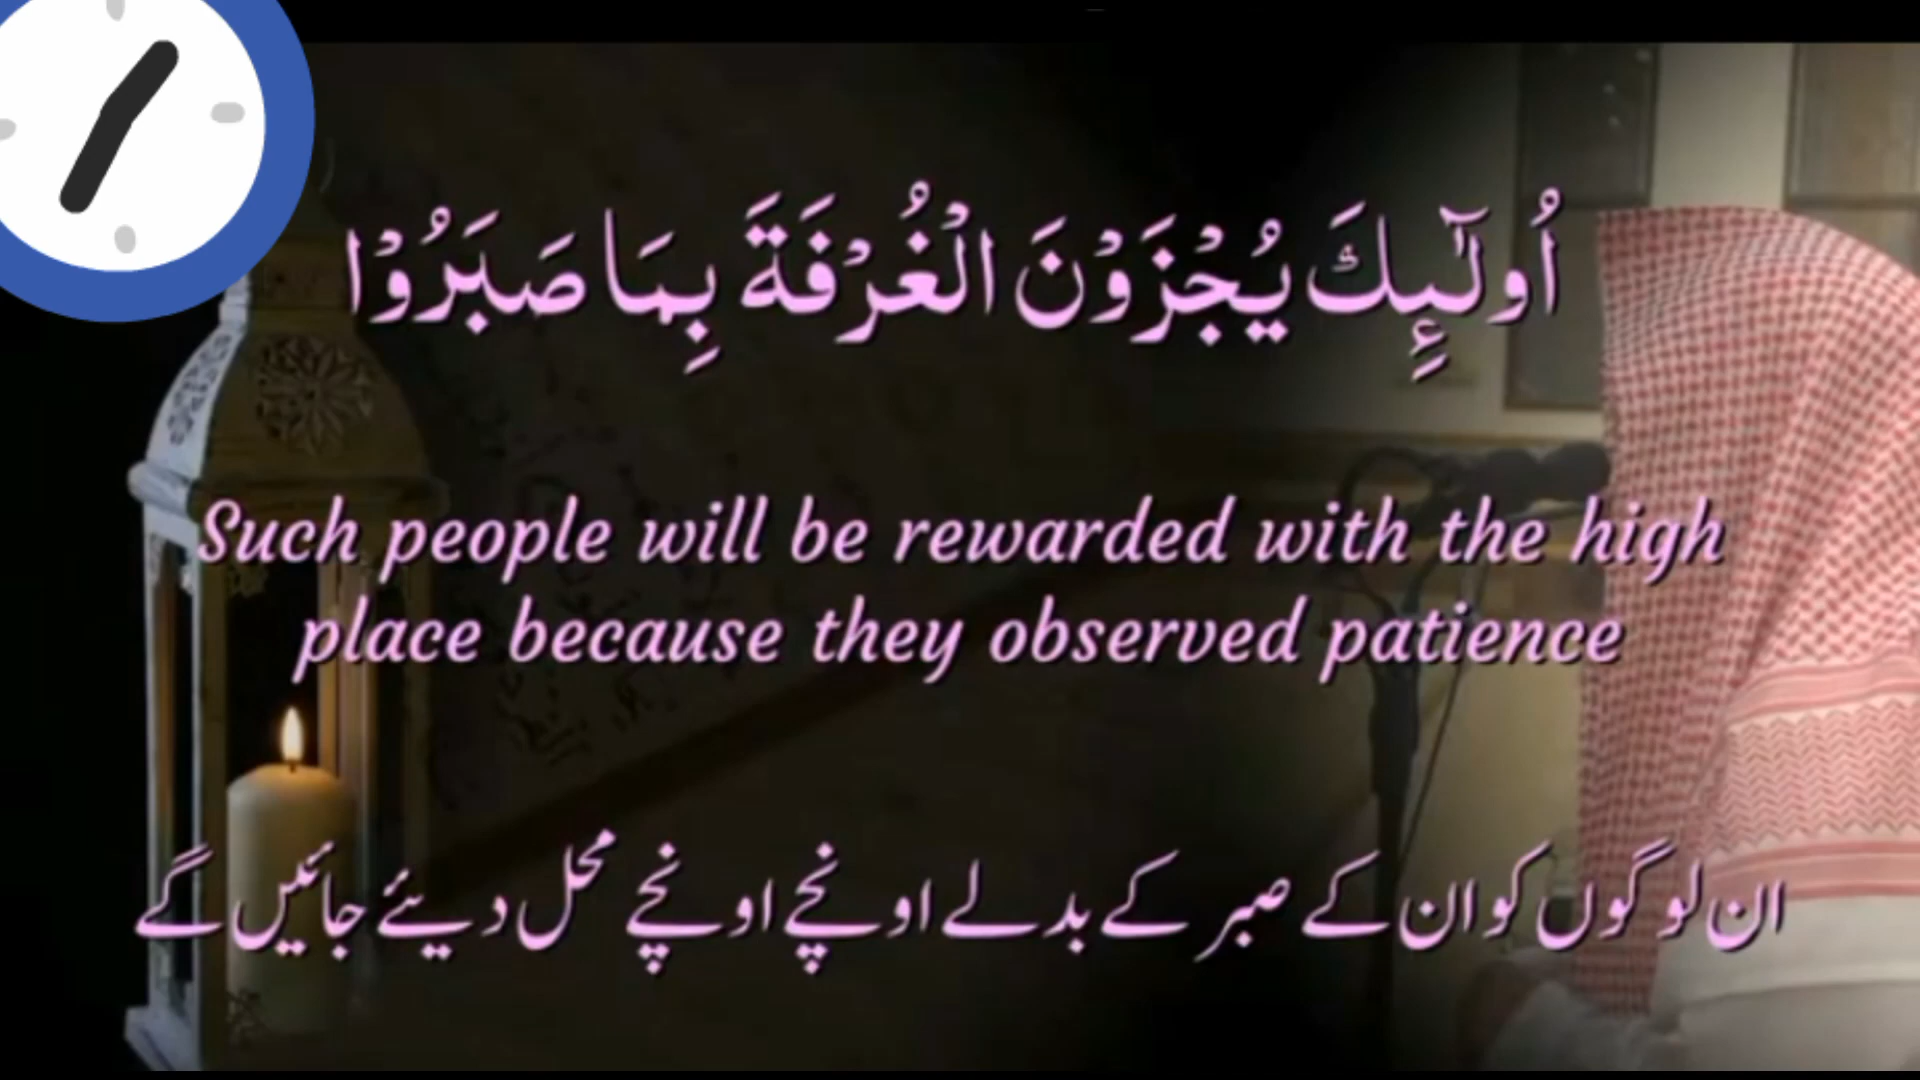 اُولٰٓئِكَ يُجْزَوْنَ الْغُرْفَةَ بِمَا صَبَرُوْا
Such people will be rewarded with the high
place because they observed patience
ان لوگوں کو ان کے صبر کے بدلے اونچے اونچے محل دیئے جائیں گے